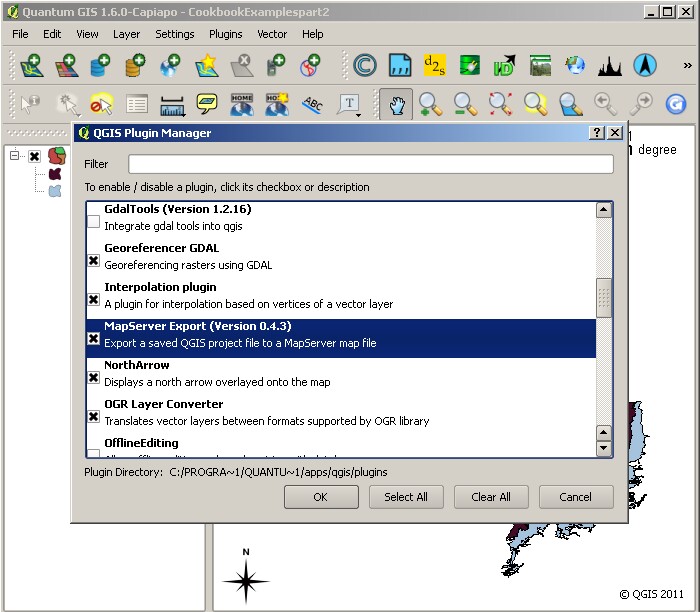 Quantum GIS 1.6.0-Capiapo - CookbookExamplespart2
File Edit View Layer Settings Plugins Vector Help
d2s
HOME HOME ABC T G
QGIS Plugin Manager
degree
Filter
To enable / disable a plugin, click its checkbox or description
GdalTools (Version 1.2.16)
Integrate gdal tools into qgis
Georeferencer GDAL
Georeferencing rasters using GDAL
Interpolation plugin
A plugin for interpolation based on vertices of a vector layer
MapServer Export (Version 0.4.3)
Export a saved QGIS project file to a MapServer map file
NorthArrow
Displays a north arrow overlayed onto the map
OGR Layer Converter
Translates vector layers between formats supported by OGR library
OfflineEditing
Plugin Directory: C:/PROGRA~1/QUANTU~1/apps/qgis/plugins
OK Select All Clear All Cancel
N
© QGIS 2011